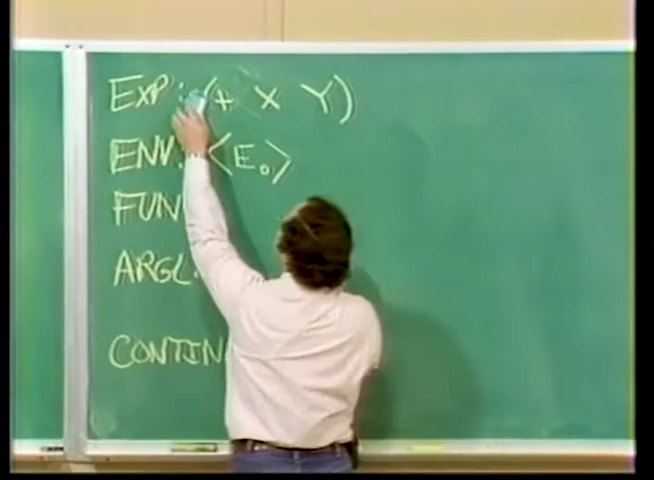 EXP: (+ X Y)
ENV: <E₀>
FUN
ARGL:
CONTIN